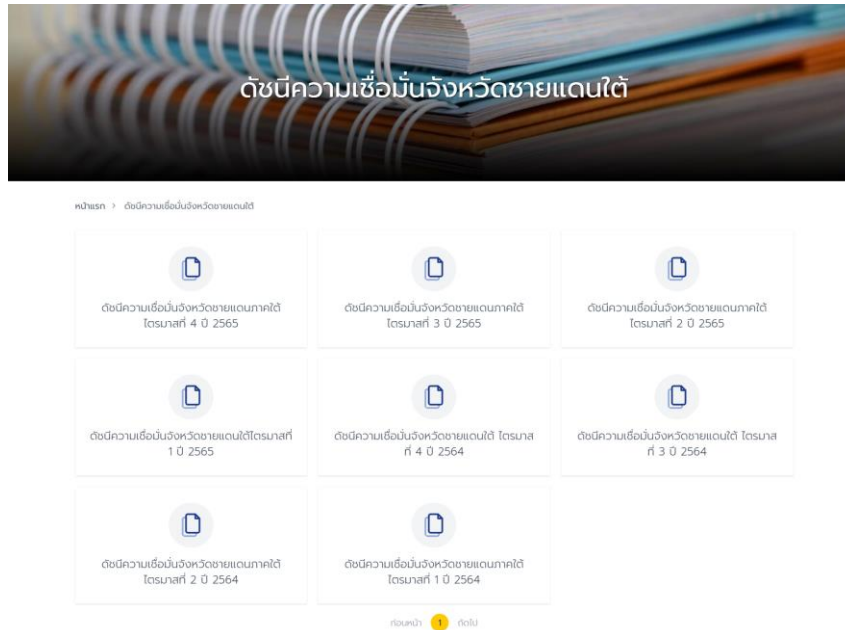 ดัชนีความเชื่อมั่นจังหวัดชายแดนใต้
หน้าแรก > ดัชนีความเชื่อมั่นจังหวัดชายแดนใต้
ดัชนีความเชื่อมั่นจังหวัดชายแดนภาคใต้
ไตรมาสที่ 4 ปี 2565
ดัชนีความเชื่อมั่นจังหวัดชายแดนภาคใต้
ไตรมาสที่ 3 ปี 2565
ดัชนีความเชื่อมั่นจังหวัดชายแดนภาคใต้
ไตรมาสที่ 2 ปี 2565
ดัชนีความเชื่อมั่นจังหวัดชายแดนใต้ไตรมาสที่
1 ปี 2565
ดัชนีความเชื่อมั่นจังหวัดชายแดนใต้ ไตรมาส
ที่ 4 ปี 2564
ดัชนีความเชื่อมั่นจังหวัดชายแดนใต้ ไตรมาส
ที่ 3 ปี 2564
ดัชนีความเชื่อมั่นจังหวัดชายแดนภาคใต้
ไตรมาสที่ 2 ปี 2564
ดัชนีความเชื่อมั่นจังหวัดชายแดนภาคใต้
ไตรมาสที่ 1 ปี 2564
ก่อนหน้า 1 ถัดไป